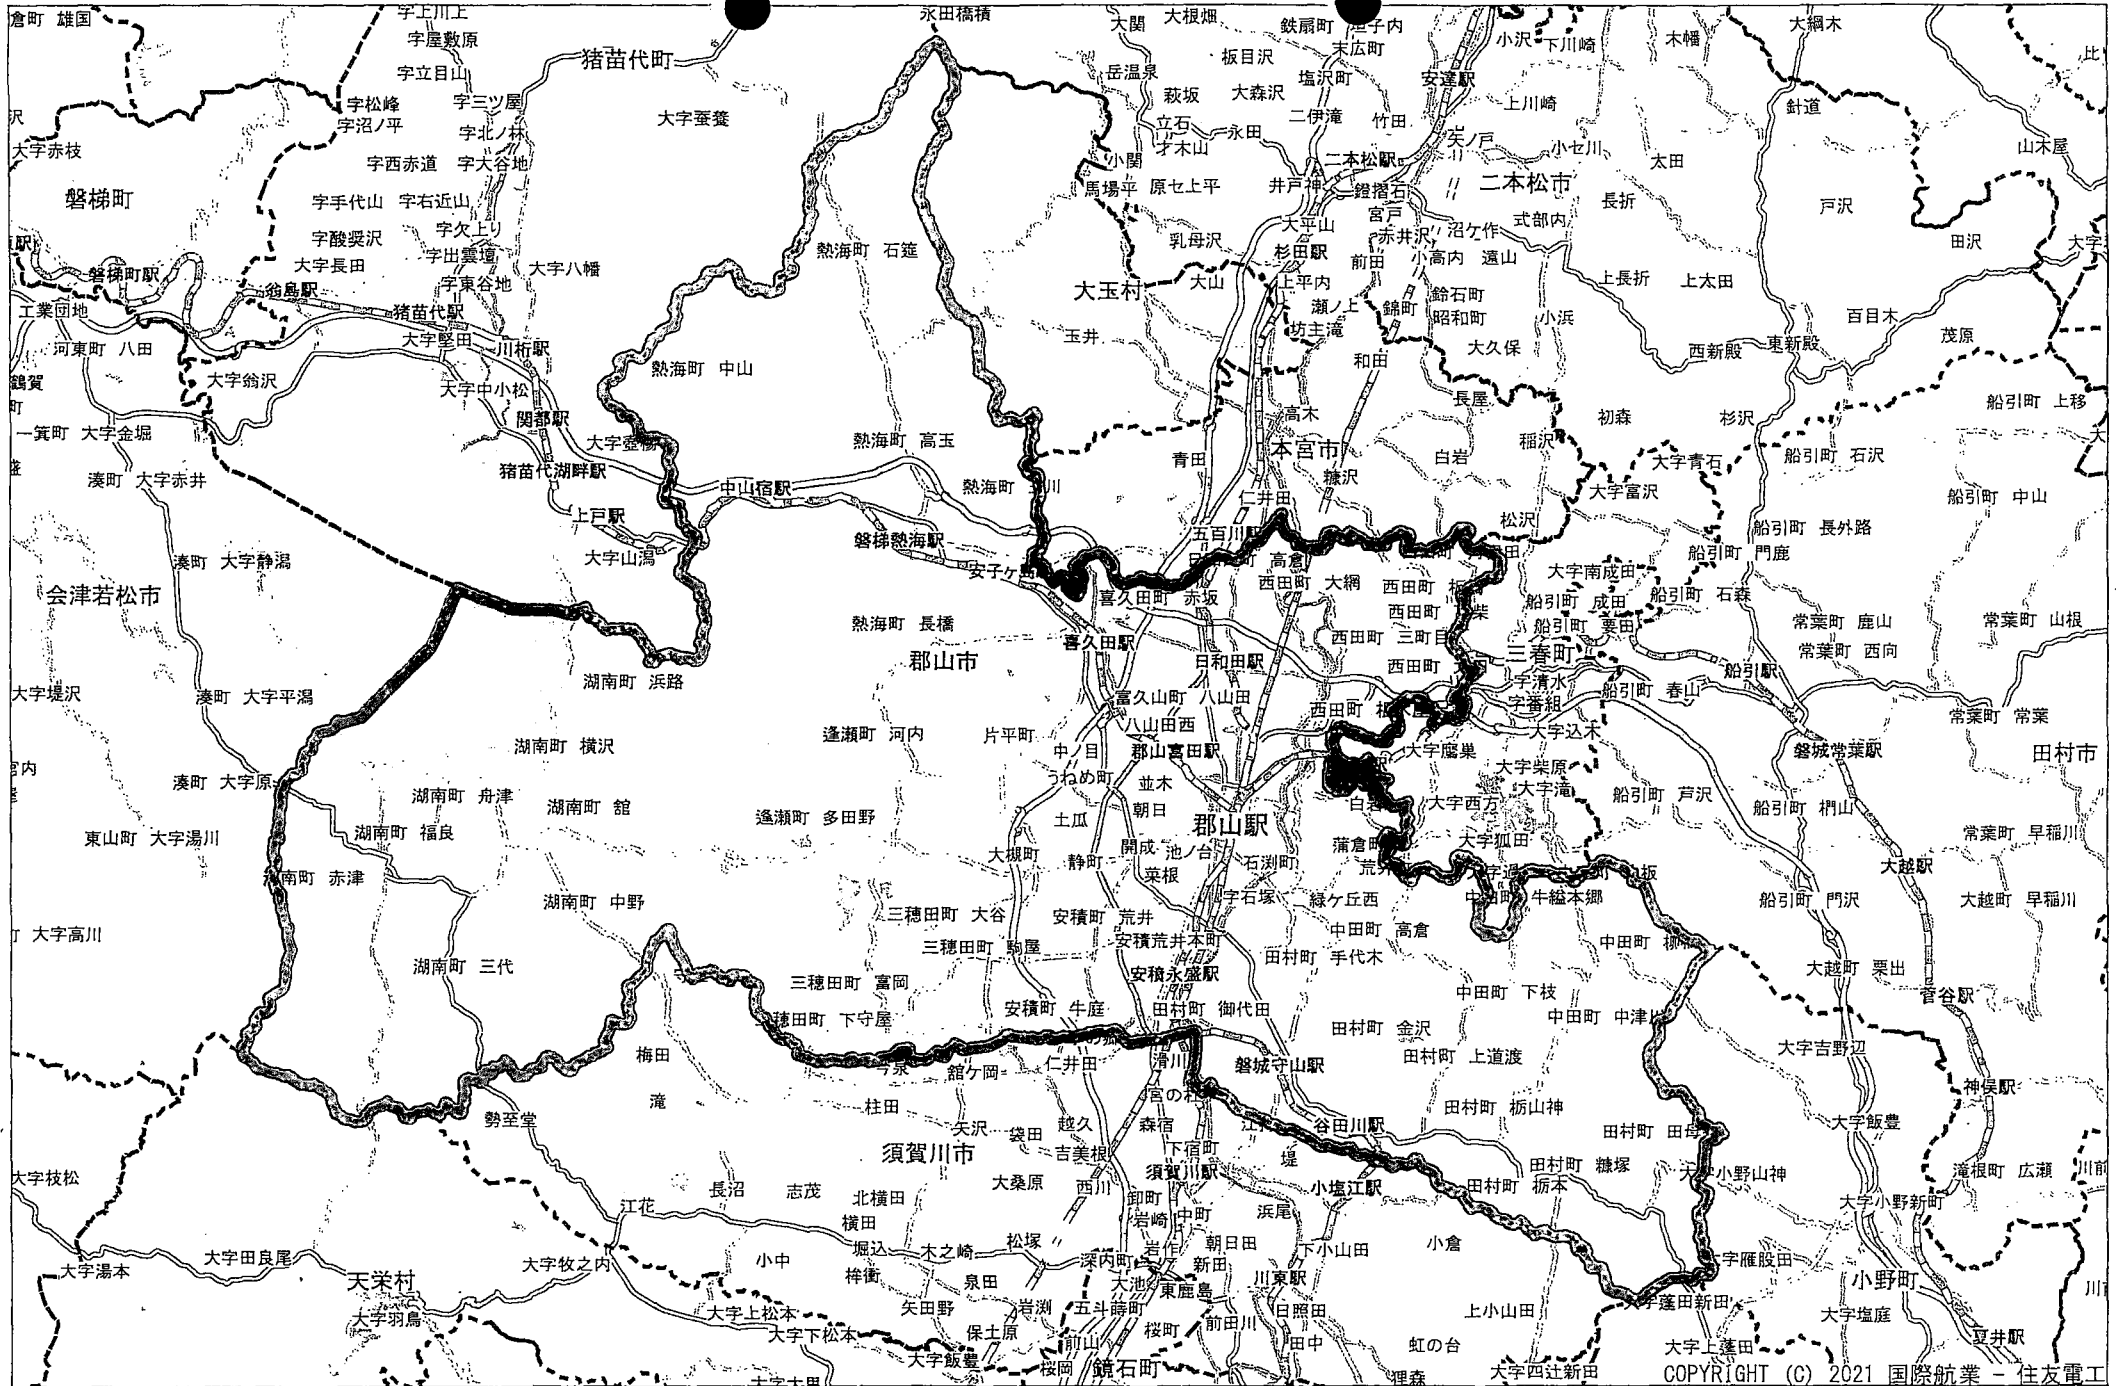 倉町 雄国
字上川上
永田橋積
大関
大根畑
鉄扇町
小沢
下川崎
木幡
大綱木
字屋敷原
猪苗代町
末広町
板目沢
字立目山
岳温泉
塩沢町
安達駅
字松峰
字三ツ屋
萩坂
大森沢
上川崎
針道
字沼ノ平
字北ノ林
大字蚕養
立石
永田
二伊滝
竹田
大字赤枝
才木山
小セ川
太田
山木屋
字西赤道
字大谷地
小関
二本松駅
磐梯町
字手代山
字右近山
馬場平
原セ上平
井戸神
鐙摺石
二本松市
長折
戸沢
宮戸
式部内
字酸奨沢
字欠上り
熱海町 石筵
乳母沢
大平山
赤井沢
沼ケ作
田沢
杉田駅
大字長田
字出雲壇
大字八幡
前田
小高内
遠山
磐梯町駅
翁島駅
字東谷地
大玉村
大山
上平内
上長折
上太田
工業団地
猪苗代駅
瀬ノ上
錦町
鈴石町
昭和町
小浜
百目木
河東町 八田
大字堅田
川桁駅
玉井
坊主滝
大久保
西新殿
東新殿
茂原
大字翁沢
大字中小松
熱海町 中山
和田
長屋
船引町 上移
関都駅
高木
初森
杉沢
一箕町 大字金堀
熱海町 高玉
本宮市
稲沢
湊町 大字赤井
猪苗代湖畔駅
中山宿駅
青田
糠沢
白岩
大字青石
船引町 石沢
仁井田
大字富沢
船引町 中山
上戸駅
磐梯熱海駅
松沢
船引町 長外路
大字山潟
高倉
船引町 門鹿
湊町 大字静潟
西田町 大網
大字南成田
会津若松市
喜久田町 赤坂
船引町 成田
船引町 石森
熱海町 長橋
喜久田駅
西田町 三町目
船引町 要田
常葉町 鹿山
常葉町 山根
郡山市
日和田駅
三春町
常葉町 西向
大字堤沢
湊町 大字平潟
湖南町 浜路
富久山町 八山田
字清水
船引町 春山
船引駅
八山田西
字番組
常葉町 常葉
湖南町 横沢
逢瀬町 河内
片平町
中ノ目
郡山富田駅
大字鷹巣
大字込木
磐城常葉駅
田村市
湊町 大字原
うねめ町
並木
大字柴原
湖南町 舟津
湖南町 舘
朝日
大字西方
大字滝
船引町 芦沢
船引町 椚山
東山町 大字湯川
湖南町 福良
逢瀬町 多田野
土瓜
郡山駅
大槻町
静町
開成
池ノ台
石渕町
蒲倉町
大字狐田
常葉町 早稲川
大越駅
菜根
湖南町 中野
三穂田町 大谷
安積町 荒井
字石塚
緑ケ丘西
牛縊本郷
船引町 門沢
大越町 早稲川
大字高川
三穂田町 駒屋
安積荒井本町
中田町 高倉
湖南町 三代
三穂田町 富岡
安積永盛駅
田村町 手代木
大越町 栗出
安積町 牛庭
田村町 御代田
中田町 下枝
菅谷駅
田村町 金沢
梅田
仁井田
滑川
磐城守山駅
田村町 上道渡
大字吉野辺
舘ケ岡
宮の杜
神俣駅
滝
柱田
谷田川駅
田村町 栃山神
勢至堂
矢沢
越久
森宿
大字飯豊
須賀川市
袋田
吉美根
下宿町
堤
大字枝松
須賀川駅
田村町 糠塚
大字小野山神
滝根町 広瀬
長沼
志茂
北横田
大桑原
西川
卸町
小塩江駅
田村町 栃本
江花
横田
岩崎
中町
浜尾
大字小野新町
堀込
木之崎
松塚
朝日田
下小山田
小倉
大字田良尾
大字牧之内
小中
深内町
岩作
新田
大字湯本
天栄村
桙衝
泉田
大池
東鹿島
川東駅
小野町
大字羽鳥
大字上松本
矢田野
岩渕
五斗蒔町
日照田
上小山田
大字蓬田新田
大字塩庭
大字下松本
保土原
前山
桜町
前田川
田中
虹の台
大字上蓬田
夏井駅
大字飯豊
桜岡
鏡石町
狸森
大字四辻新田
COPYRIGHT (C) 2021 国際航業 - 住友電工